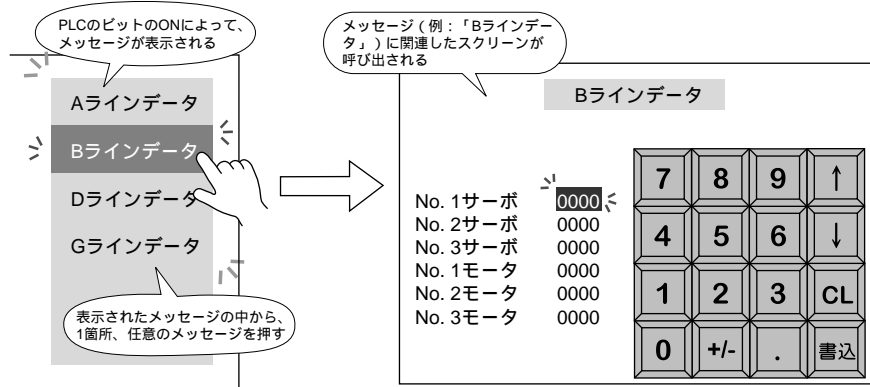 PLCのビットのONによって、
メッセージが表示される
Aラインデータ
Bラインデータ
Dラインデータ
Gラインデータ
表示されたメッセージの中から、
1箇所、任意のメッセージを押す
メッセージ(例:「Bラインデー
タ」)に関連したスクリーンが
呼び出される
Bラインデータ
No. 1サーボ 0000
No. 2サーボ 0000
No. 3サーボ 0000
No. 1モータ 0000
No. 2モータ 0000
No. 3モータ 0000
7 8 9 ↑
4 5 6 ↓
1 2 3 CL
0 +/- . 書込